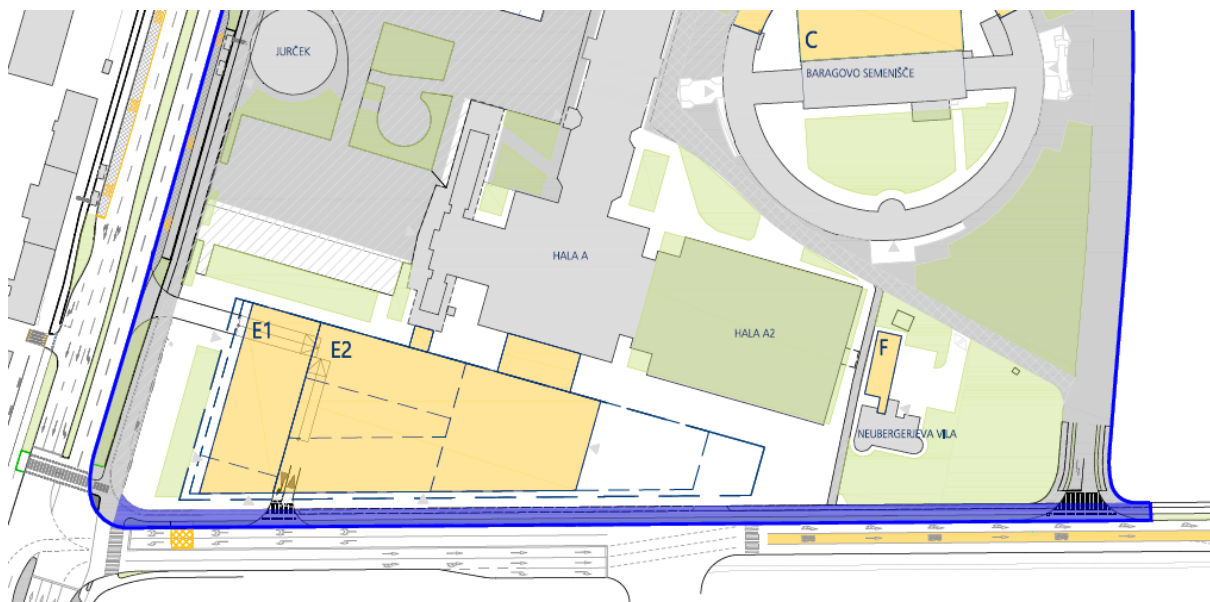 C
JURČEK
BARAGOVO SEMENIŠČE
HALA A
E1
E2
HALA A2
F
NEUBERGERJEVA VILA